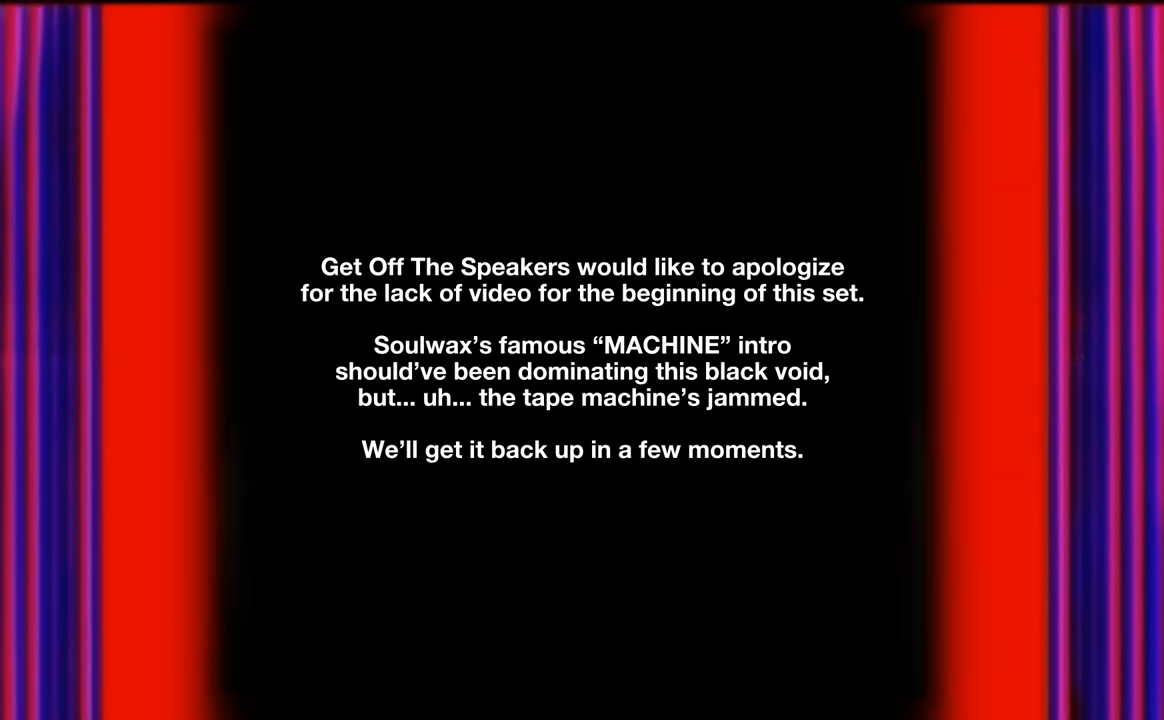 Get Off The Speakers would like to apologize
for the lack of video for the beginning of this set.
Soulwax’s famous “MACHINE” intro
should’ve been dominating this black void,
but... uh... the tape machine’s jammed.
We’ll get it back up in a few moments.